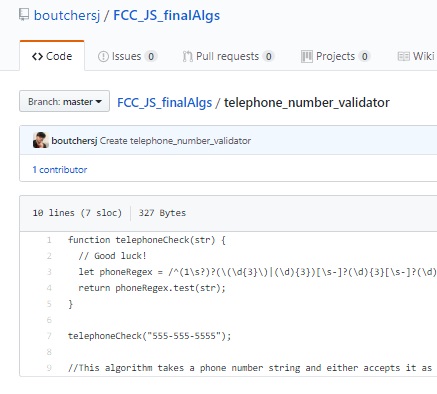 boutchersj / FCC_JS_finalAlgs
Code Issues 0 Pull requests 0 Projects 0 Wiki
Branch: master FCC_JS_finalAlgs / telephone_number_validator
boutchersj Create telephone_number_validator
1 contributor
10 lines (7 sloc) 327 Bytes
1 function telephoneCheck(str) {
2 // Good luck!
3 let phoneRegex = /^(1\s?)?(\(\d{3}\)|(\d){3})[\s-]?(\d){3}[\s-]?(\d)
4 return phoneRegex.test(str);
5 }
6
7 telephoneCheck("555-555-5555");
8
9 //This algorithm takes a phone number string and either accepts it as